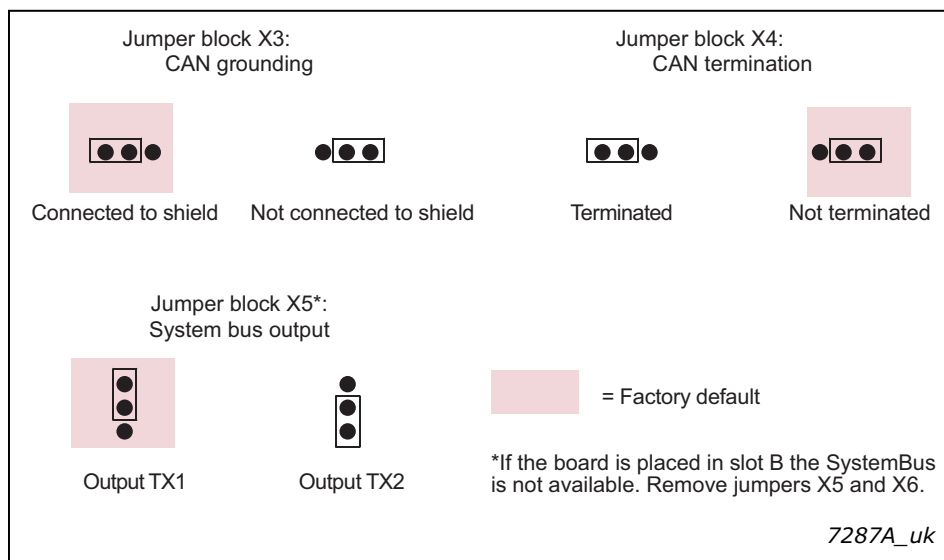 Jumper block X3:
CAN grounding
Jumper block X4:
CAN termination
Connected to shield
Not connected to shield
Terminated
Not terminated
Jumper block X5*:
System bus output
Output TX1
Output TX2
= Factory default
*If the board is placed in slot B the SystemBus
is not available. Remove jumpers X5 and X6.
7287A_uk